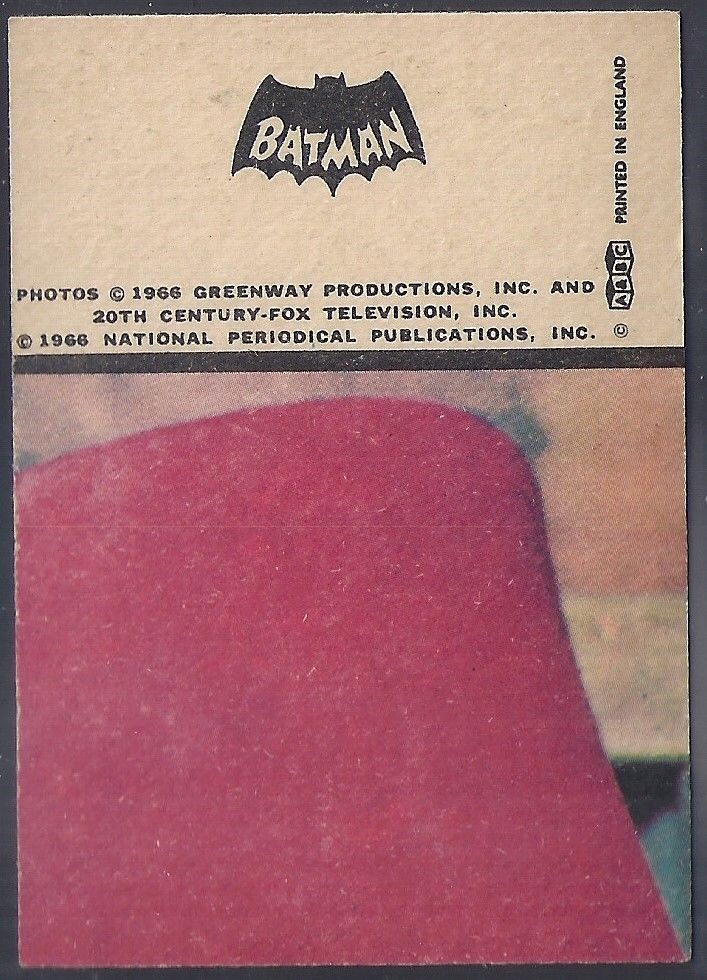 BATMAN
PRINTED IN ENGLAND
A&BC
PHOTOS © 1966 GREENWAY PRODUCTIONS, INC. AND
20TH CENTURY-FOX TELEVISION, INC.
© 1966 NATIONAL PERIODICAL PUBLICATIONS, INC. ©